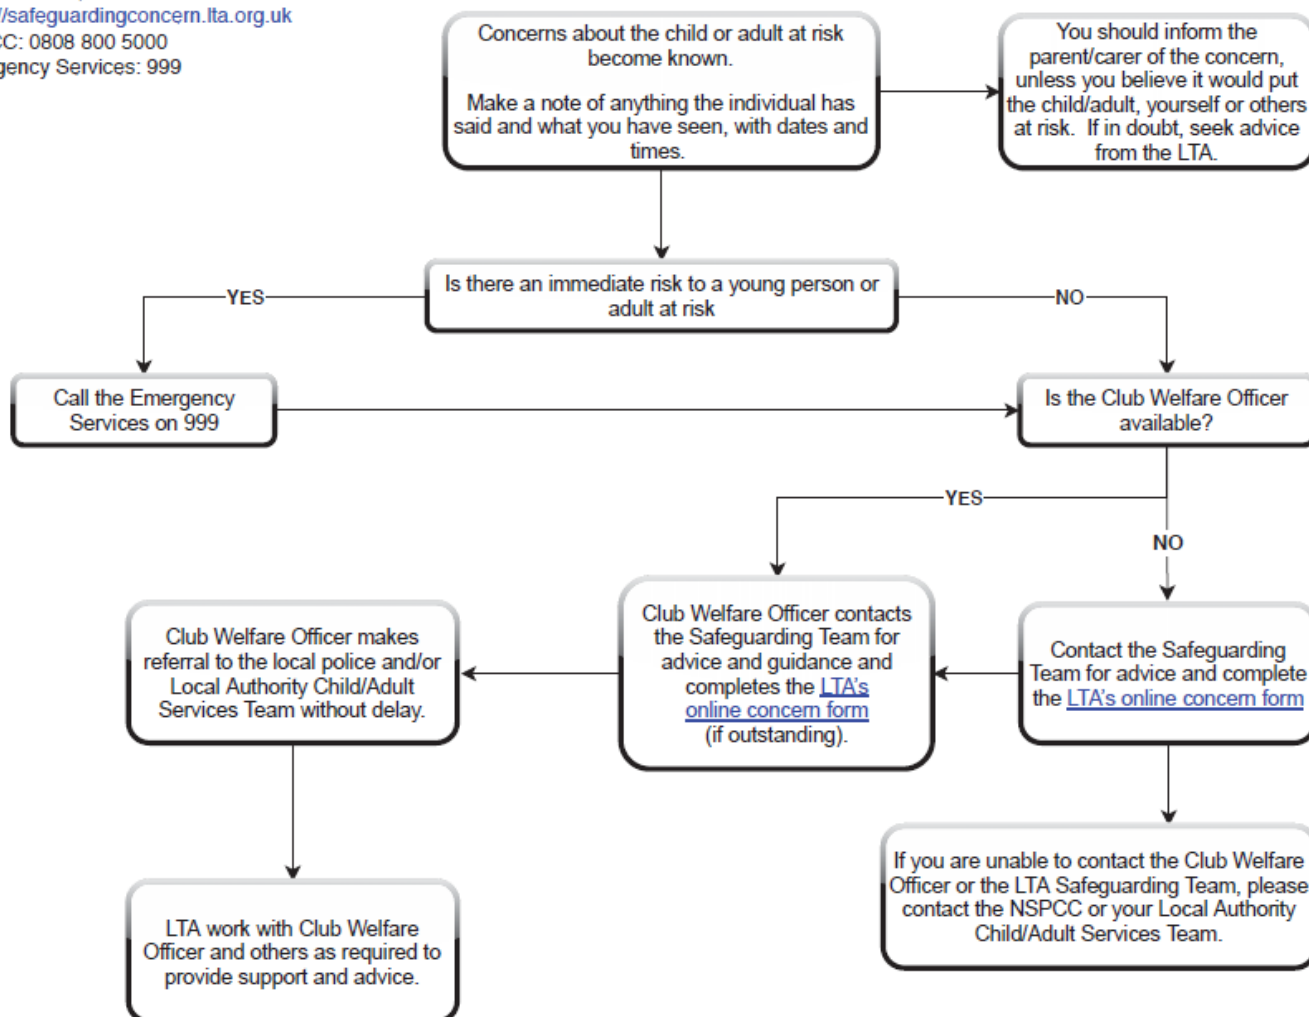 //safeguardingconcern.lta.org.uk
CC: 0808 800 5000
gency Services: 999
Concerns about the child or adult at risk
become known.
Make a note of anything the individual has
said and what you have seen, with dates and
times.
You should inform the
parent/carer of the concern,
unless you believe it would put
the child/adult, yourself or others
at risk.  If in doubt, seek advice
from the LTA.
Is there an immediate risk to a young person or
adult at risk
YES
NO
Call the Emergency
Services on 999
Is the Club Welfare Officer
available?
YES
NO
Club Welfare Officer makes
referral to the local police and/or
Local Authority Child/Adult
Services Team without delay.
Club Welfare Officer contacts
the Safeguarding Team for
advice and guidance and
completes the LTA's
online concern form
(if outstanding).
Contact the Safeguarding
Team for advice and complete
the LTA's online concern form
LTA work with Club Welfare
Officer and others as required to
provide support and advice.
If you are unable to contact the Club Welfare
Officer or the LTA Safeguarding Team, please
contact the NSPCC or your Local Authority
Child/Adult Services Team.